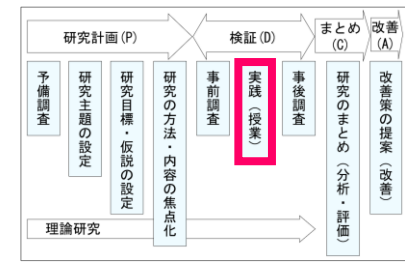 研究計画(P)
検証(D)
まとめ
(C)
改善
(A)
予備調査
研究主題の設定
研究目標・仮説の設定
研究の方法・内容の焦点化
事前調査
実践(授業)
事後調査
研究のまとめ(分析・評価)
改善策の提案(改善)
理論研究